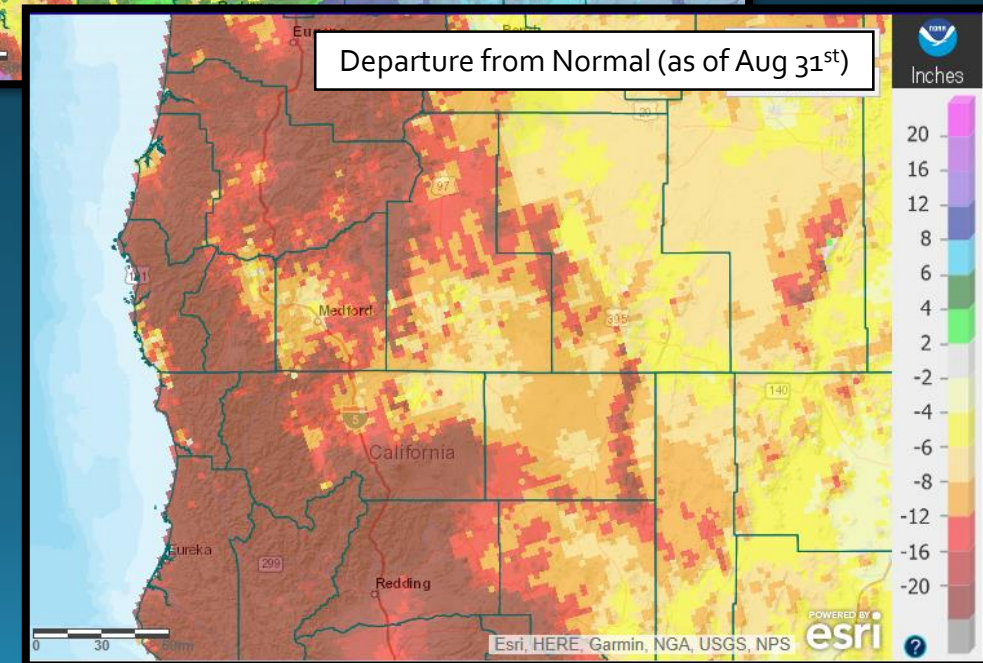 Departure from Normal (as of Aug 31st)
noaa
Inches
20
16
12
8
6
4
2
-2
-4
-6
-8
-12
-16
-20
20
97
Medford
395
140
5
California
Eureka
299
Redding
0 30
Esri, HERE, Garmin, NGA, USGS, NPS
POWERED BY
esri
?